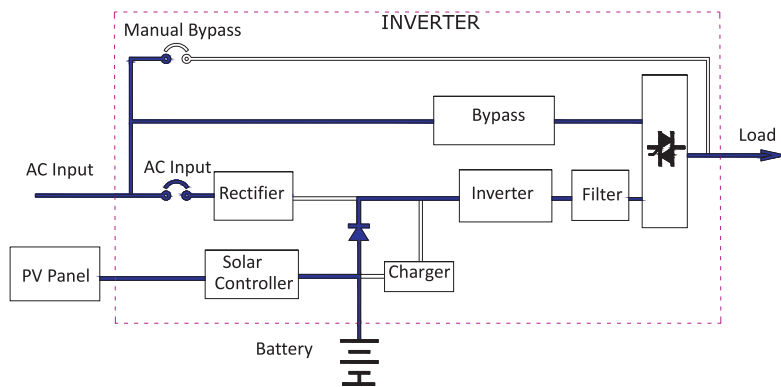 INVERTER
Manual Bypass
Bypass
Load
AC Input
AC Input
Rectifier
Inverter
Filter
PV Panel
Solar
Controller
Charger
Battery